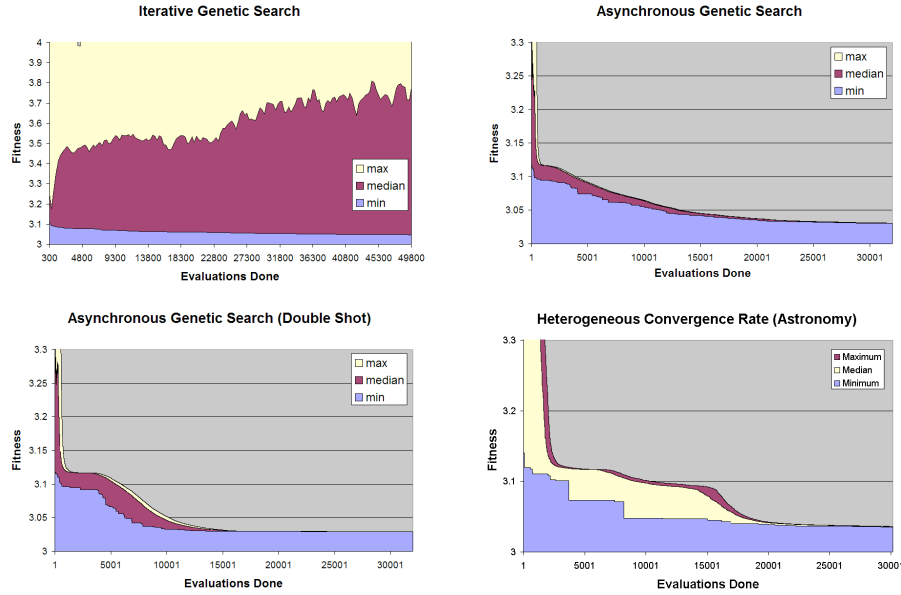 Iterative Genetic Search
4
3.9
3.8
3.7
3.6
3.5
3.4
3.3
3.2
3.1
3
Fitness
max
median
min
300 4800 9300 13800 18300 22800 27300 31800 36300 40800 45300 49800
Evaluations Done
Asynchronous Genetic Search
3.3
3.25
3.2
3.15
3.1
3.05
3
Fitness
max
median
min
1 5001 10001 15001 20001 25001 30001
Evaluations Done
Asynchronous Genetic Search (Double Shot)
3.3
3.25
3.2
3.15
3.1
3.05
3
Fitness
max
median
min
1 5001 10001 15001 20001 25001 30001
Evaluations Done
Heterogeneous Convergence Rate (Astronomy)
3.3
3.2
3.1
3
Fitness
Maximum
Median
Minimum
1 5001 10001 15001 20001 25001 30001
Evaluations Done